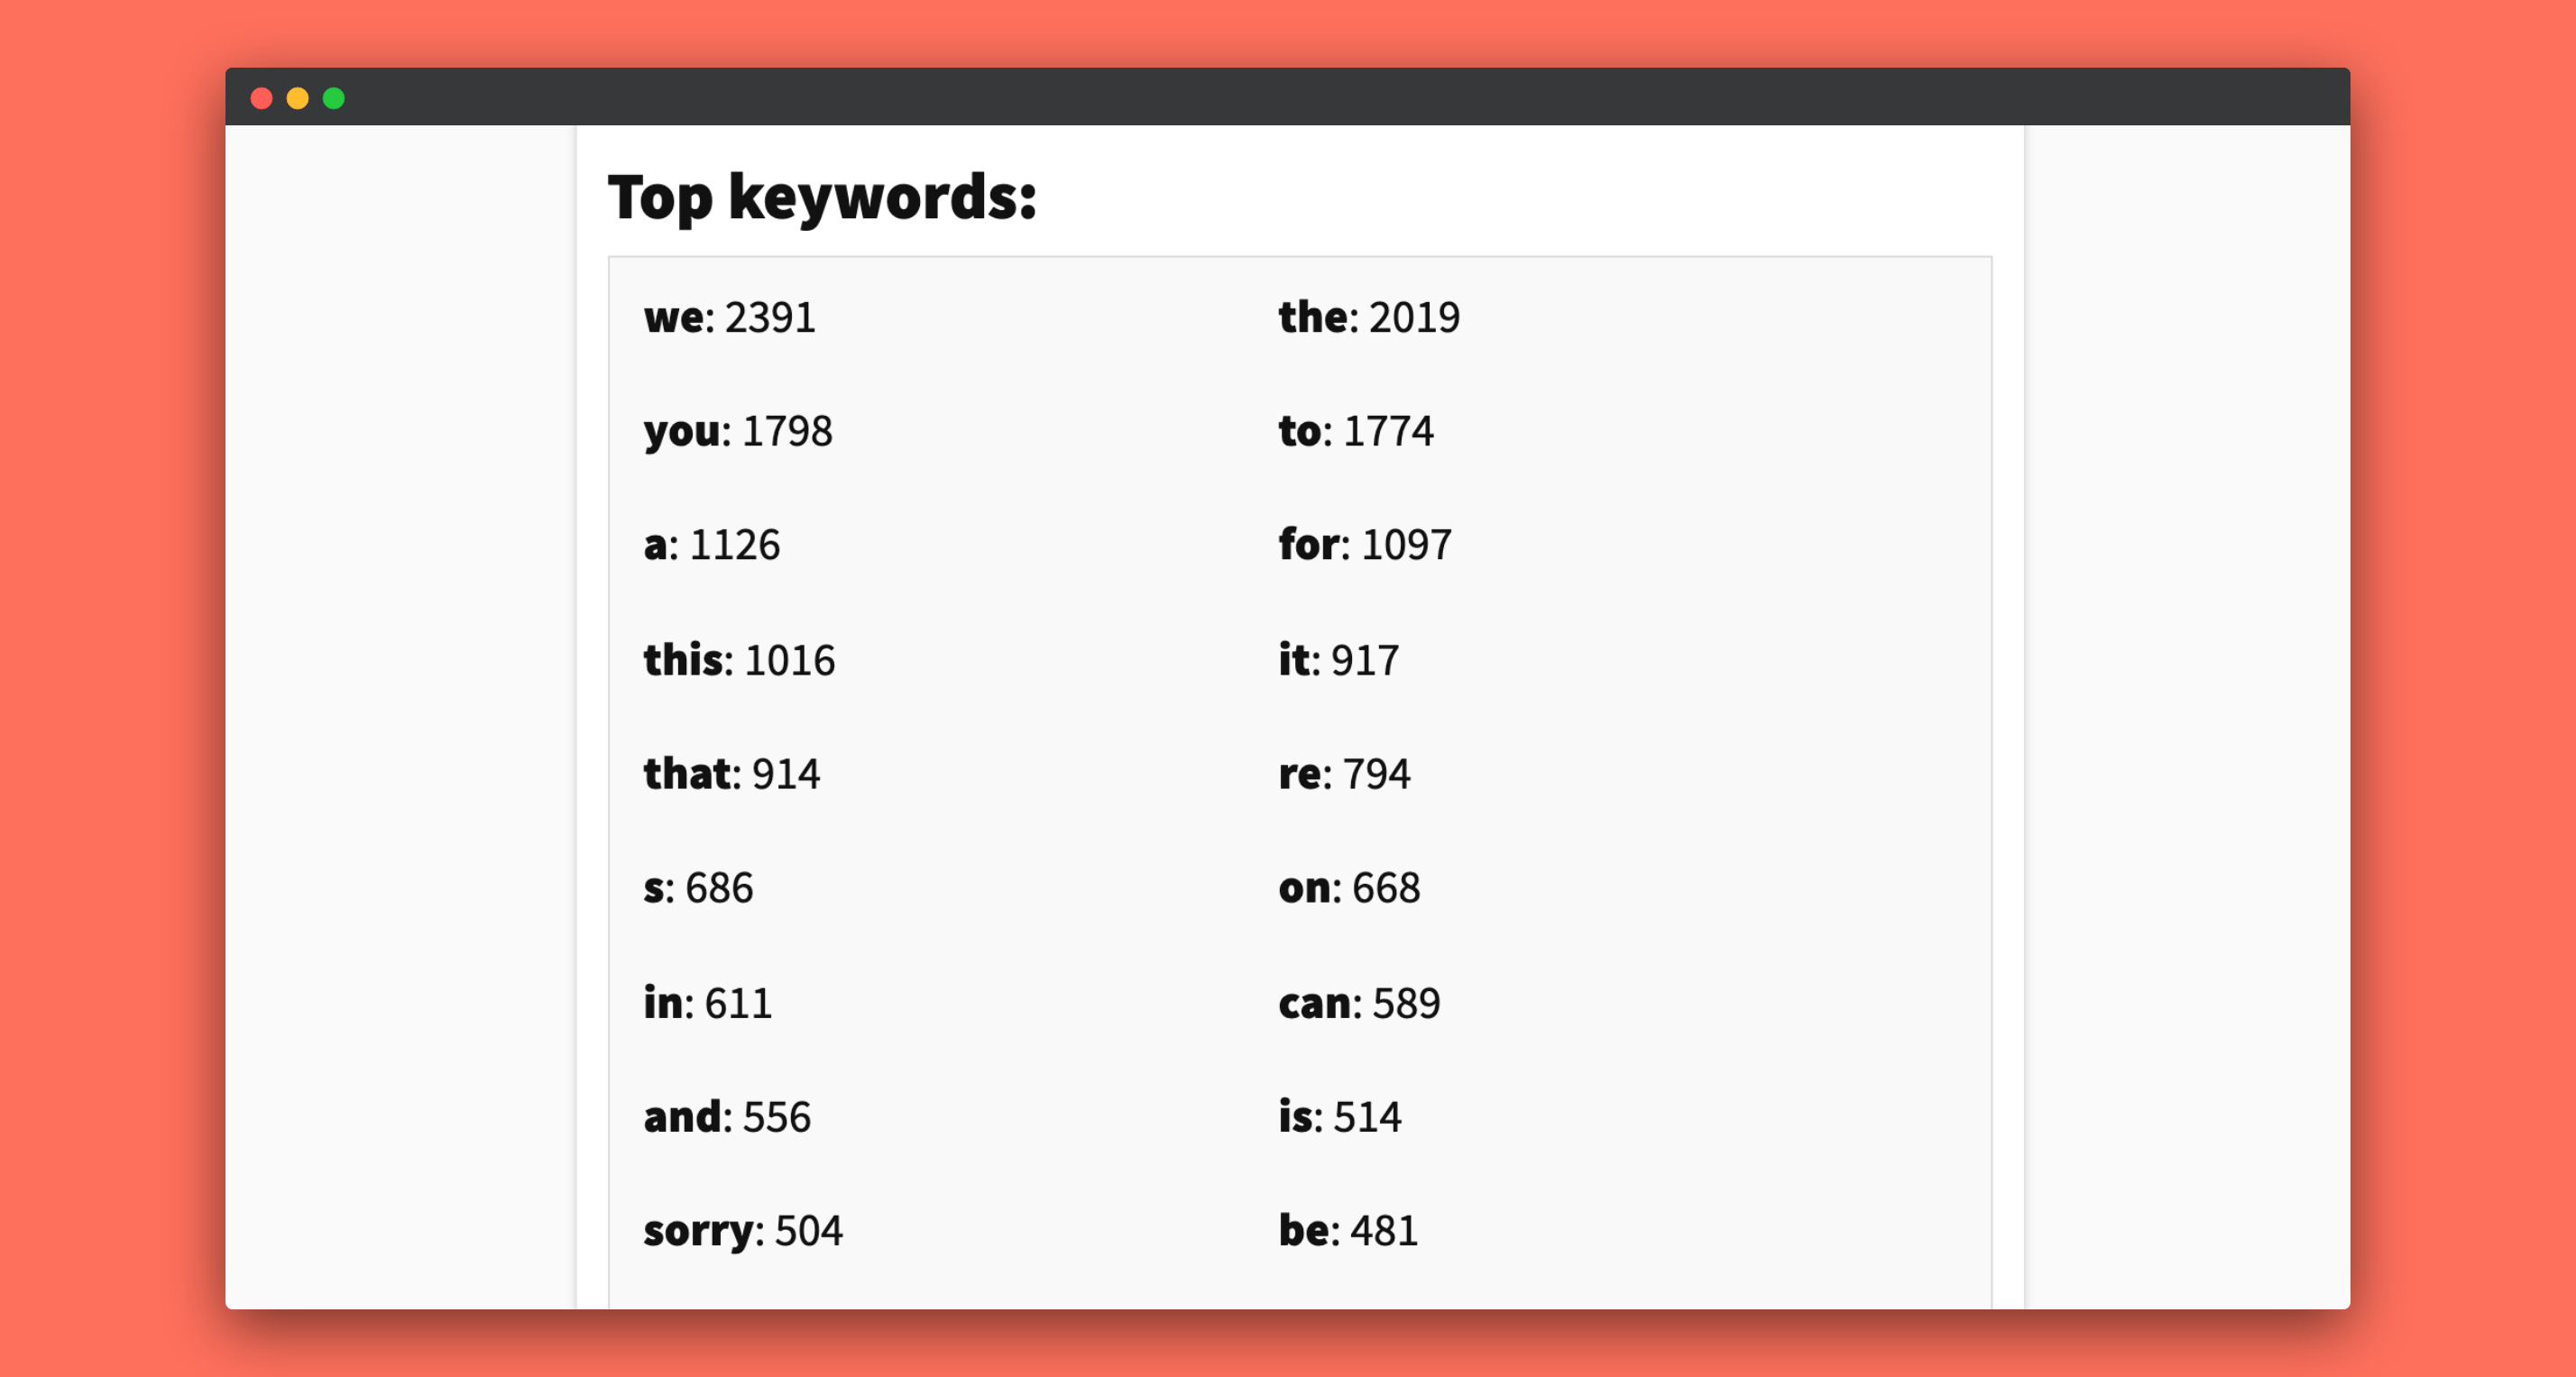 Top keywords:
we: 2391
the: 2019
you: 1798
to: 1774
a: 1126
for: 1097
this: 1016
it: 917
that: 914
re: 794
s: 686
on: 668
in: 611
can: 589
and: 556
is: 514
sorry: 504
be: 481